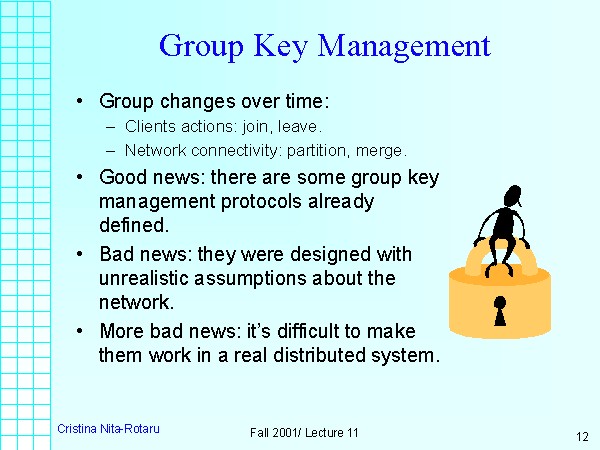 Group Key Management
• Group changes over time:
– Clients actions: join, leave.
– Network connectivity: partition, merge.
• Good news: there are some group key
management protocols already
defined.
• Bad news: they were designed with
unrealistic assumptions about the
network.
• More bad news: it’s difficult to make
them work in a real distributed system.
Cristina Nita-Rotaru
Fall 2001/ Lecture 11
12